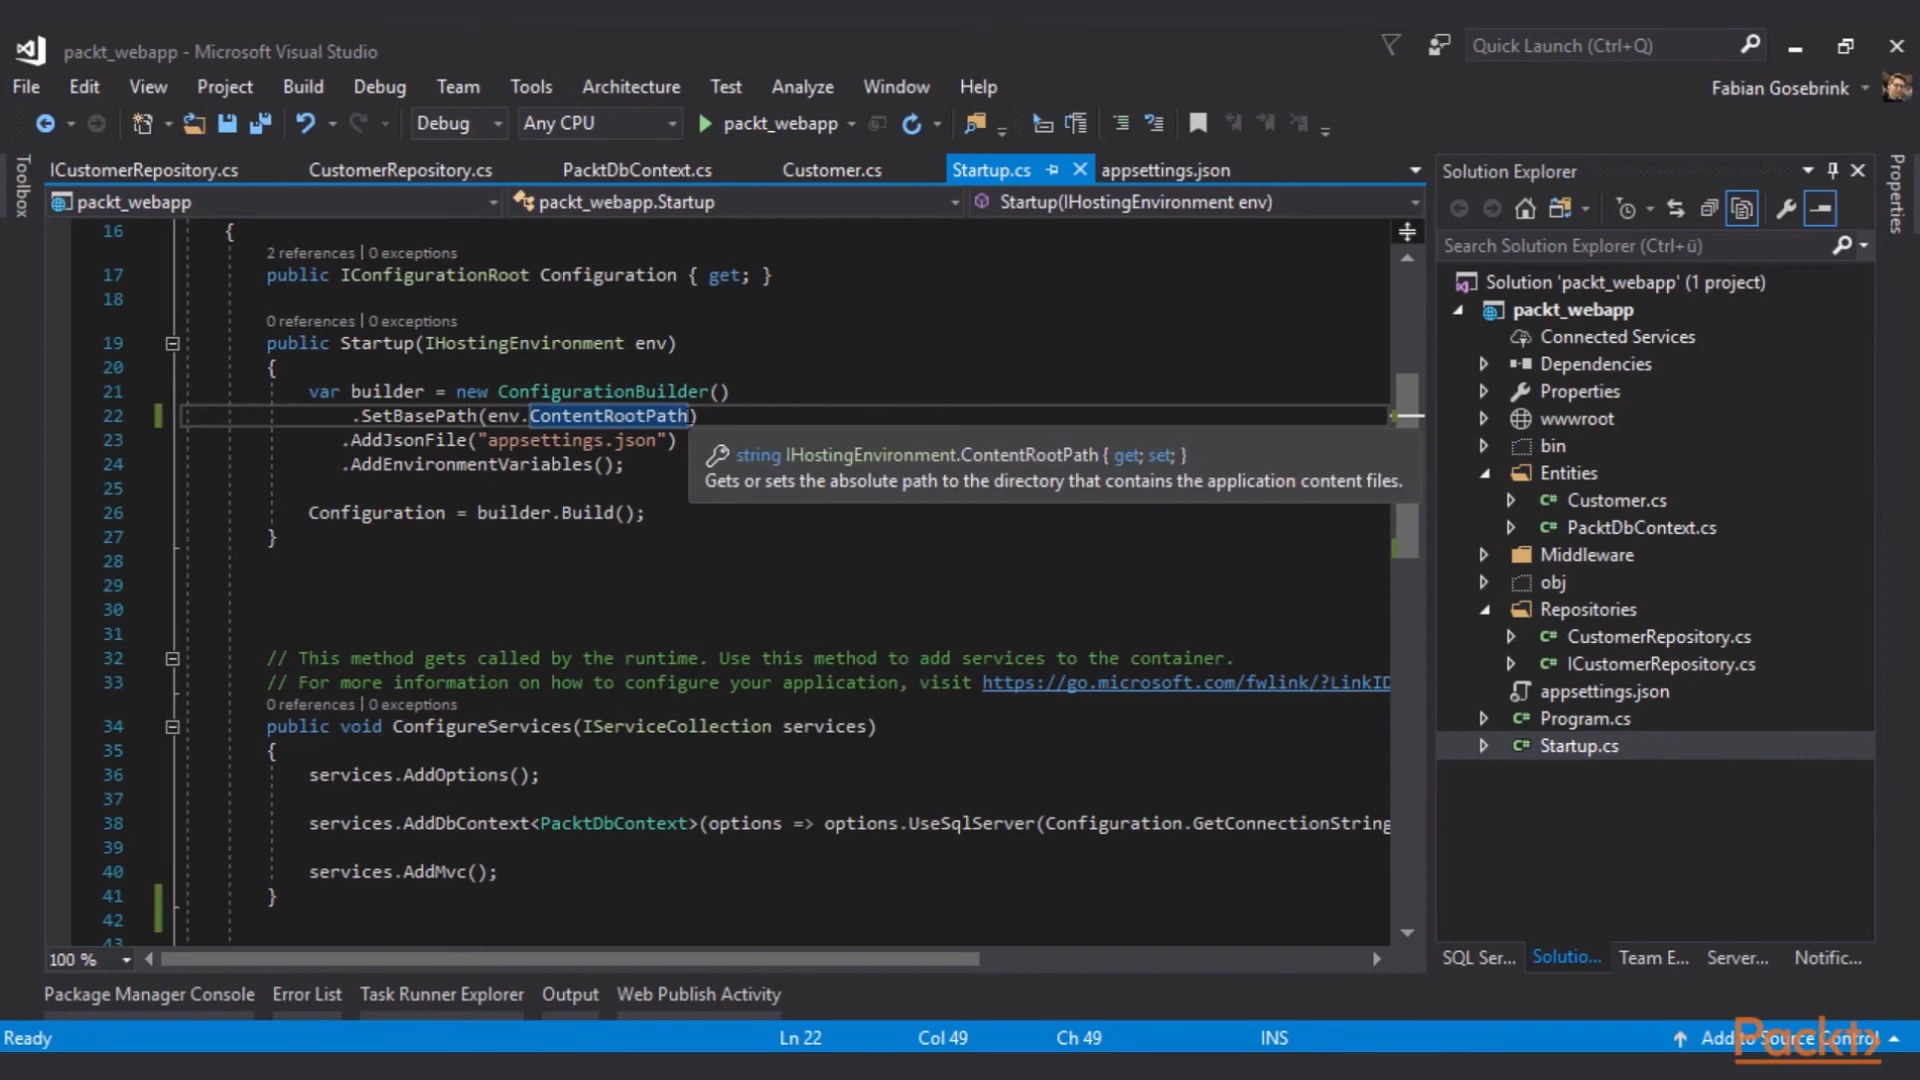 packt_webapp - Microsoft Visual Studio
Quick Launch (Ctrl+Q)
File Edit View Project Build Debug Team Tools Architecture Test Analyze Window Help
Fabian Gosebrink
Debug Any CPU packt_webapp
Toolbox
ICustomerRepository.cs CustomerRepository.cs PacktDbContext.cs Customer.cs Startup.cs appsettings.json
packt_webapp packt_webapp.Startup Startup(IHostingEnvironment env)
16 {
2 references | 0 exceptions
17 public IConfigurationRoot Configuration { get; }
18
0 references | 0 exceptions
19 public Startup(IHostingEnvironment env)
20 {
21 var builder = new ConfigurationBuilder()
22 .SetBasePath(env.ContentRootPath)
23 .AddJsonFile("appsettings.json")
24 .AddEnvironmentVariables();
string IHostingEnvironment.ContentRootPath { get; set; }
Gets or sets the absolute path to the directory that contains the application content files.
25
26 Configuration = builder.Build();
27 }
28
29
30
31
32 // This method gets called by the runtime. Use this method to add services to the container.
33 // For more information on how to configure your application, visit https://go.microsoft.com/fwlink/?LinkID
0 references | 0 exceptions
34 public void ConfigureServices(IServiceCollection services)
35 {
36 services.AddOptions();
37
38 services.AddDbContext<PacktDbContext>(options => options.UseSqlServer(Configuration.GetConnectionString
39
40 services.AddMvc();
41 }
42
43
100 %
Solution Explorer
Properties
Search Solution Explorer (Ctrl+ü)
Solution 'packt_webapp' (1 project)
packt_webapp
Connected Services
Dependencies
Properties
wwwroot
bin
Entities
C# Customer.cs
C# PacktDbContext.cs
Middleware
obj
Repositories
C# CustomerRepository.cs
C# ICustomerRepository.cs
appsettings.json
C# Program.cs
C# Startup.cs
SQL Ser... Solutio... Team E... Server... Notific...
Package Manager Console Error List Task Runner Explorer Output Web Publish Activity
Ready Ln 22 Col 49 Ch 49 INS Add to Source Control
Packt